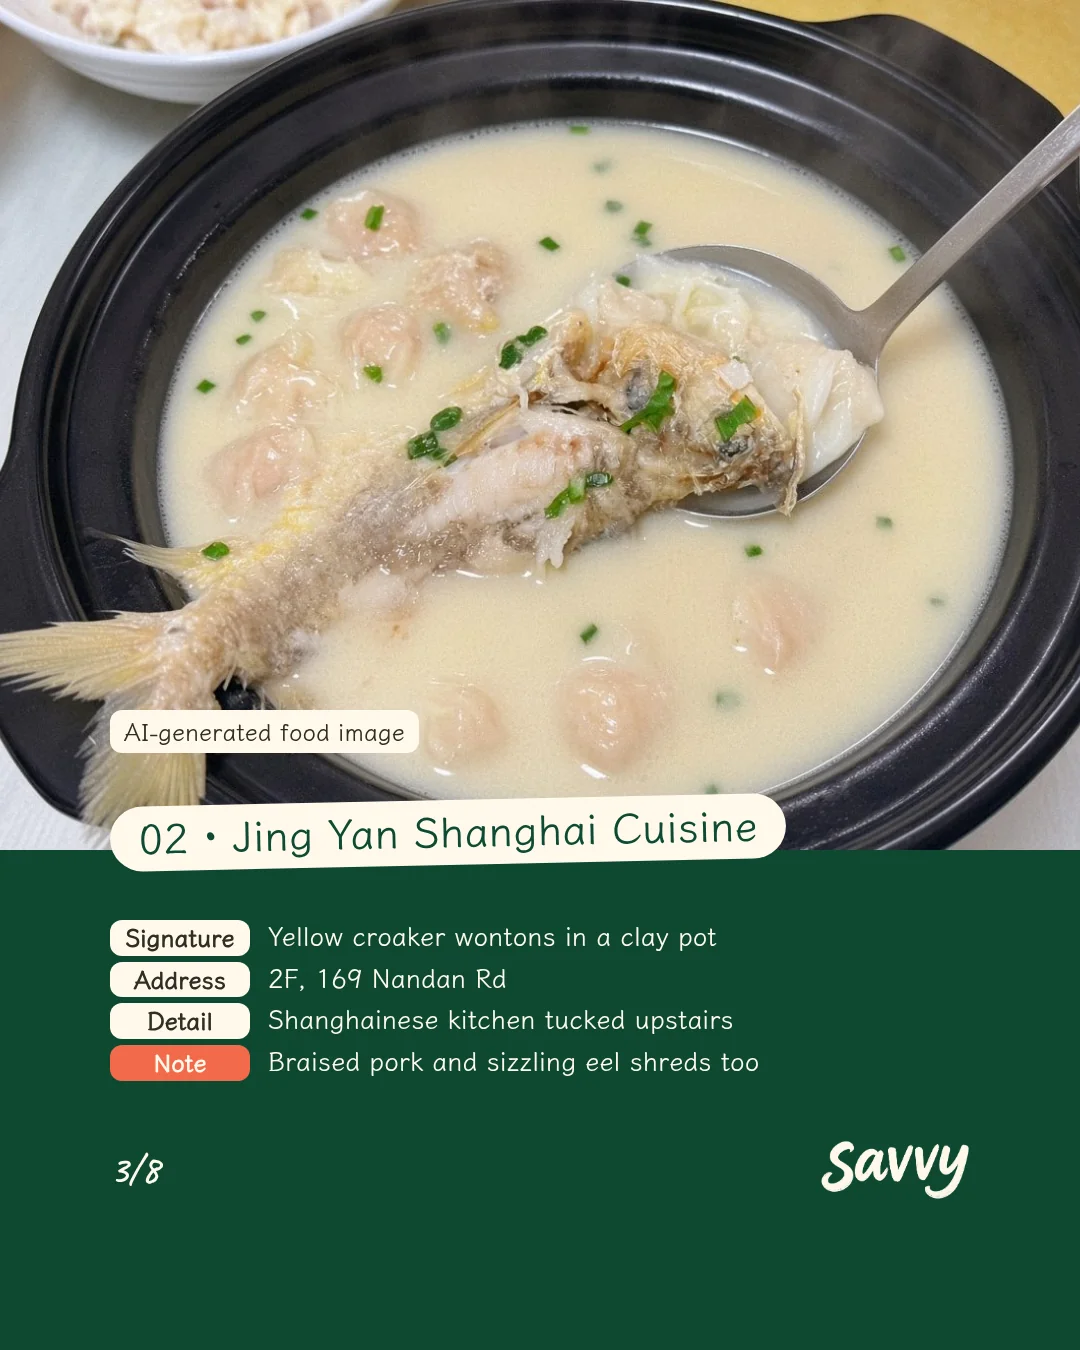 AI-generated food image
02 • Jing Yan Shanghai Cuisine
Signature Yellow croaker wontons in a clay pot
Address 2F, 169 Nandan Rd
Detail Shanghainese kitchen tucked upstairs
Note Braised pork and sizzling eel shreds too
3/8
Savvy